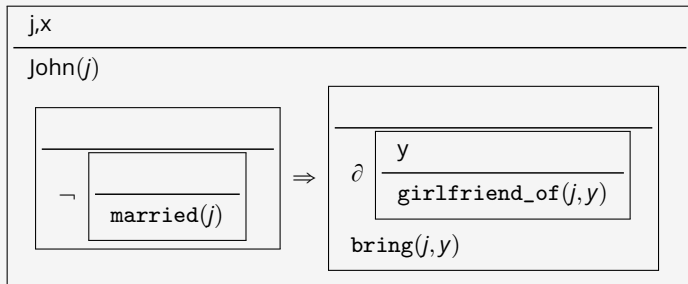 j,x
John(j)
¬ married(j) ⇒ ∂ y
girlfriend_of(j,y)
bring(j,y)